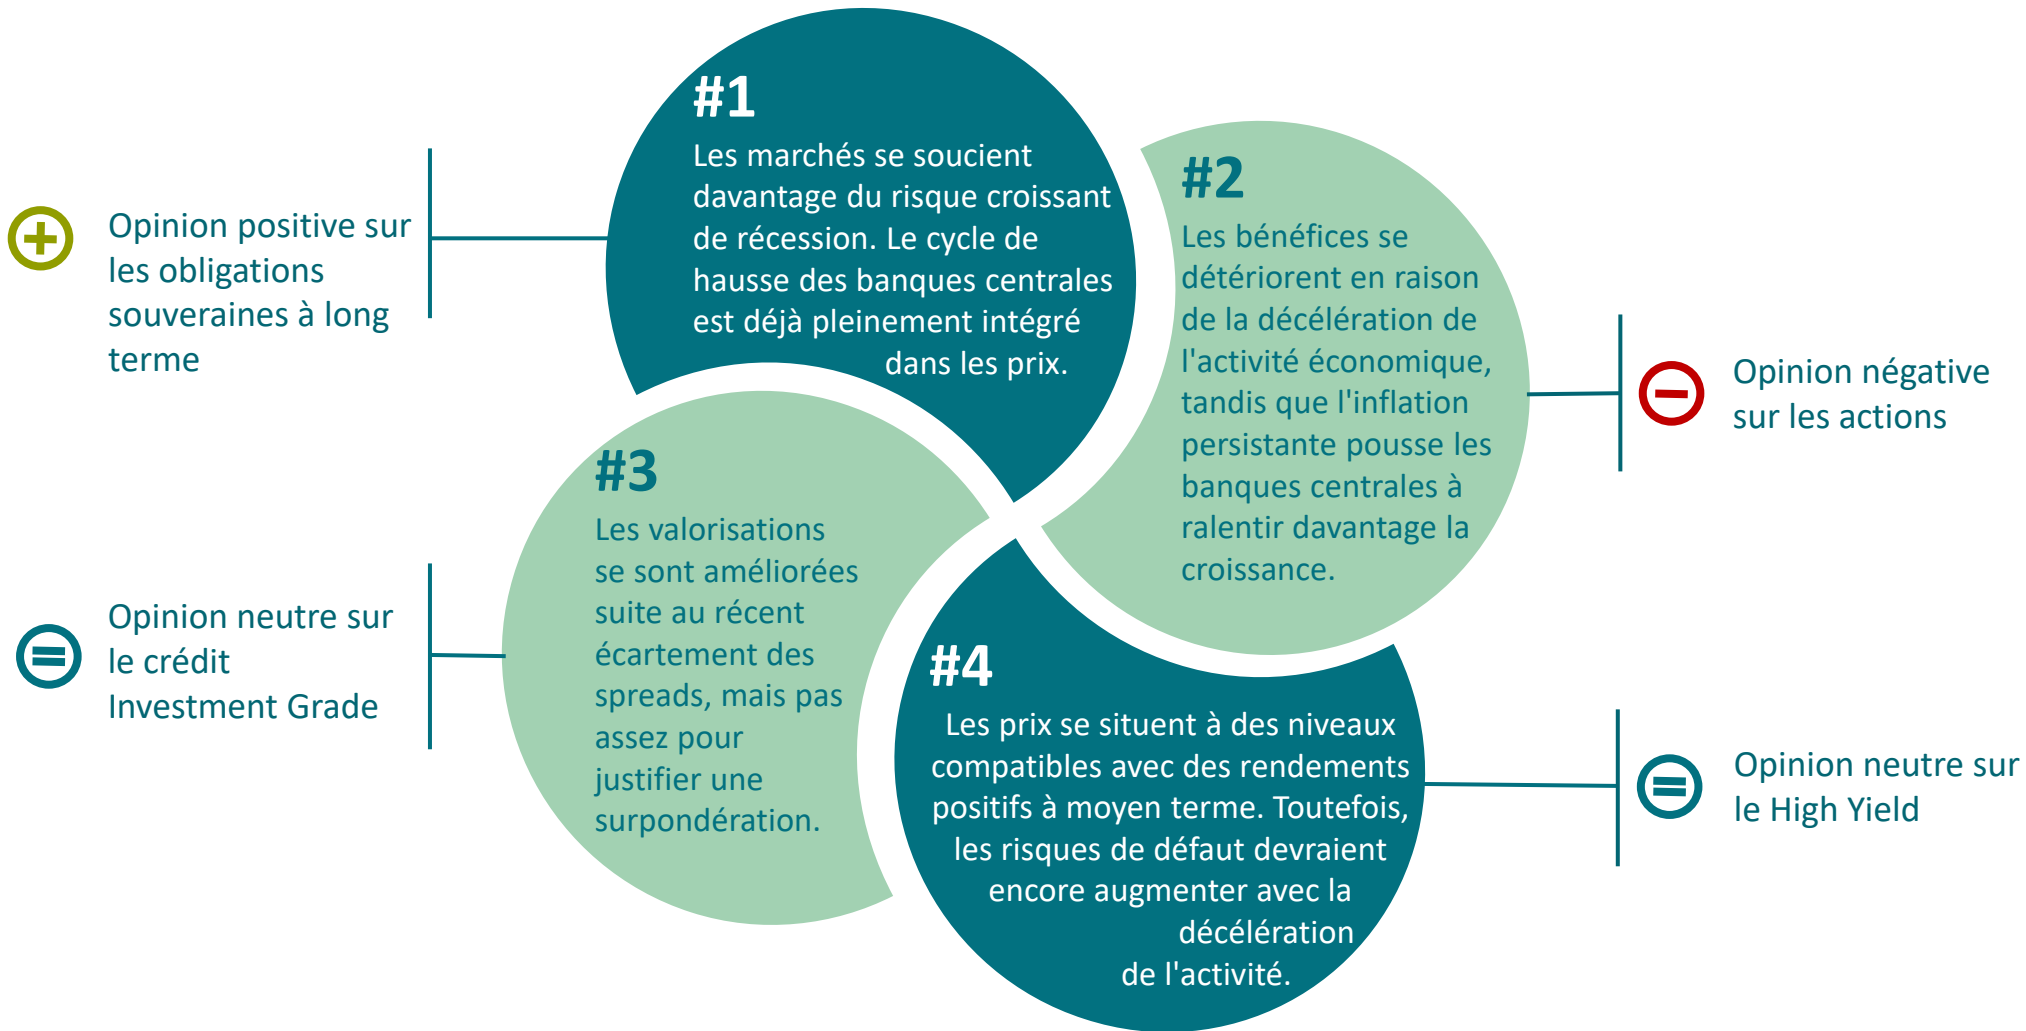 #1
Les marchés se soucient
davantage du risque croissant
de récession. Le cycle de
hausse des banques centrales
est déjà pleinement intégré
dans les prix.
Opinion positive sur
les obligations
souveraines à long
terme
#2
Les bénéfices se
détériorent en raison
de la décélération de
l'activité économique,
tandis que l'inflation
persistante pousse les
banques centrales à
ralentir davantage la
croissance.
Opinion négative
sur les actions
#3
Les valorisations
se sont améliorées
suite au récent
écartement des
spreads, mais pas
assez pour
justifier une
surpondération.
Opinion neutre sur
le crédit
Investment Grade
#4
Les prix se situent à des niveaux
compatibles avec des rendements
positifs à moyen terme. Toutefois,
les risques de défaut devraient
encore augmenter avec la
décélération
de l'activité.
Opinion neutre sur
le High Yield